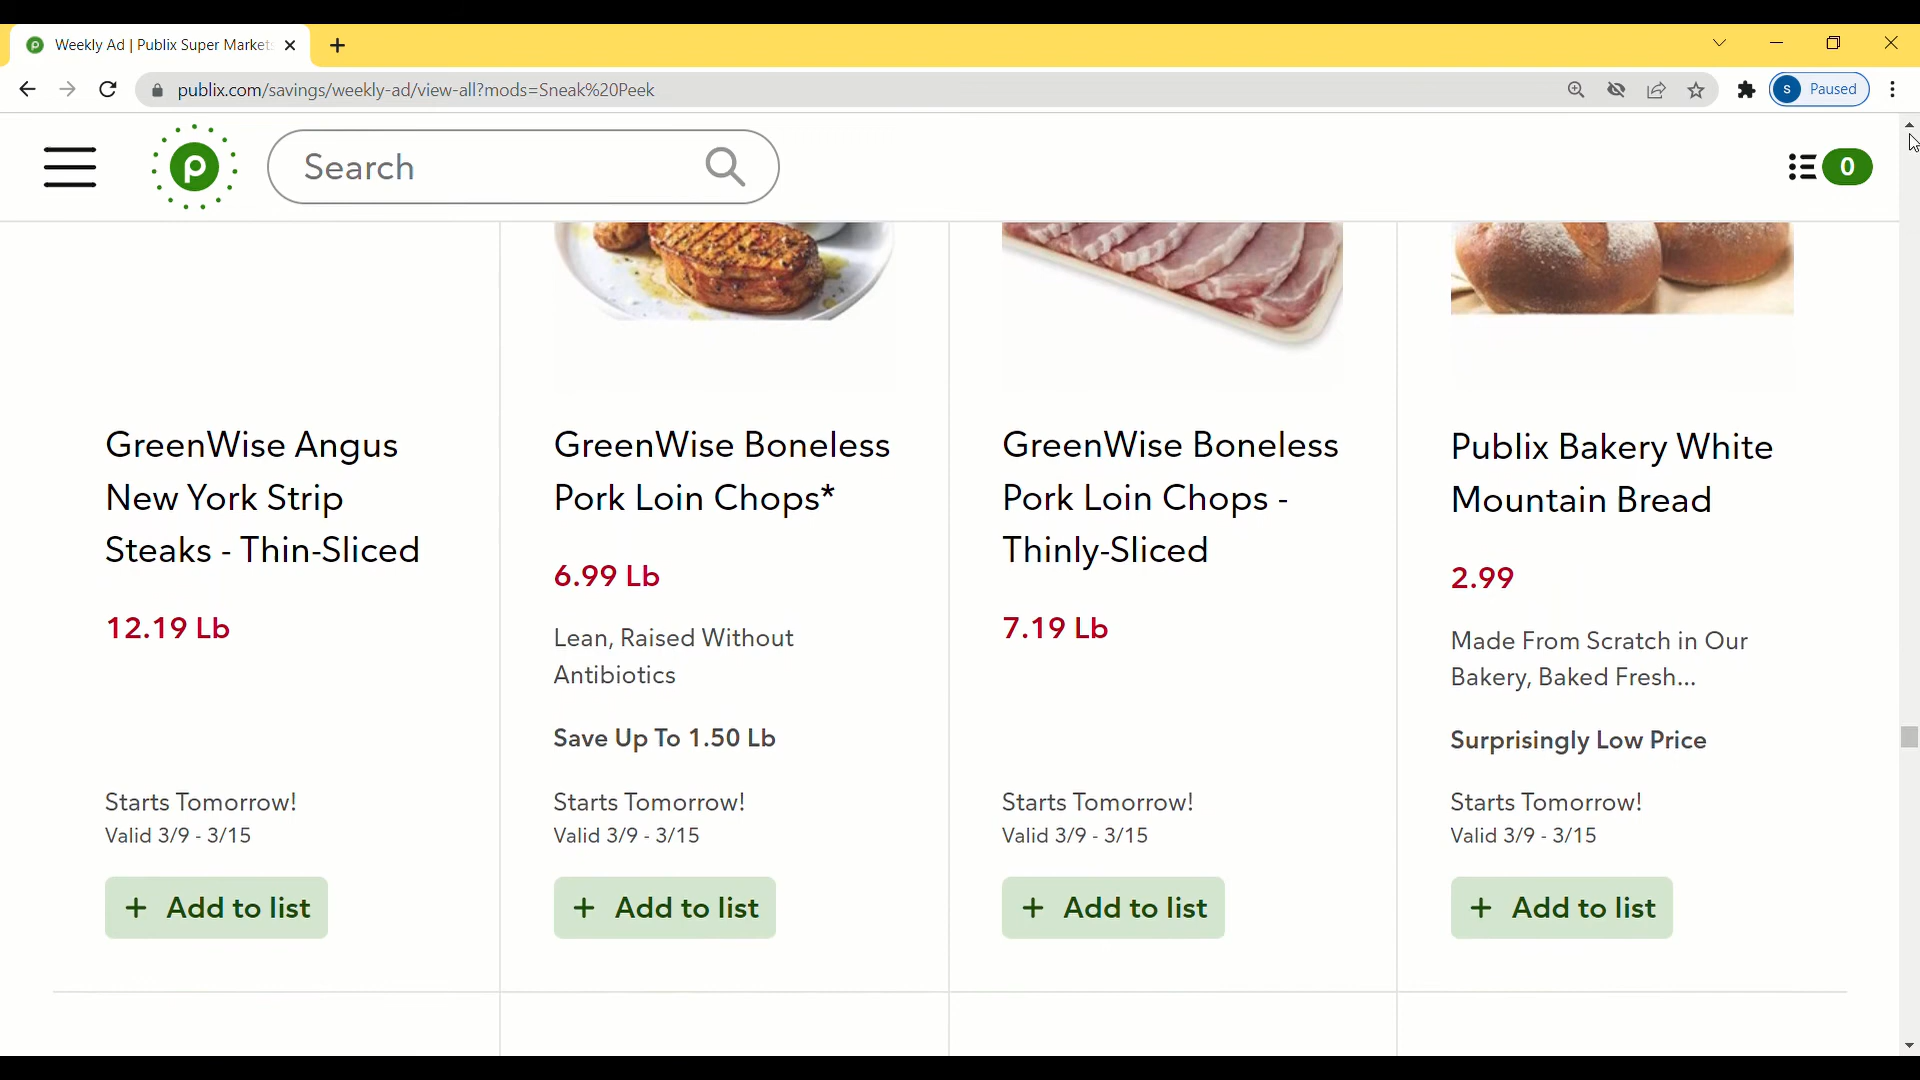 Weekly Ad | Publix Super Market
publix.com/savings/weekly-ad/view-all?mods=Sneak%20Peek
S Paused
p
Search
0
GreenWise Angus
New York Strip
Steaks - Thin-Sliced
12.19 Lb
Starts Tomorrow!
Valid 3/9 - 3/15
+ Add to list
GreenWise Boneless
Pork Loin Chops*
6.99 Lb
Lean, Raised Without
Antibiotics
Save Up To 1.50 Lb
Starts Tomorrow!
Valid 3/9 - 3/15
+ Add to list
GreenWise Boneless
Pork Loin Chops -
Thinly-Sliced
7.19 Lb
Starts Tomorrow!
Valid 3/9 - 3/15
+ Add to list
Publix Bakery White
Mountain Bread
2.99
Made From Scratch in Our
Bakery, Baked Fresh...
Surprisingly Low Price
Starts Tomorrow!
Valid 3/9 - 3/15
+ Add to list